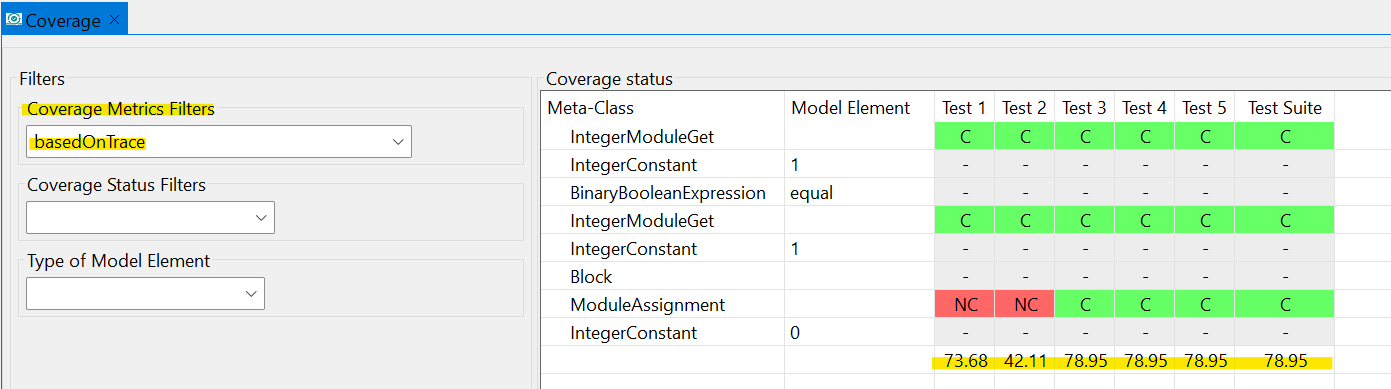 Coverage
Filters
Coverage Metrics Filters
basedOnTrace
Coverage Status Filters
Type of Model Element
Coverage status
Meta-Class Model Element Test 1 Test 2 Test 3 Test 4 Test 5 Test Suite
IntegerModuleGet C C C C C C
IntegerConstant 1 - - - - - -
BinaryBooleanExpression equal - - - - - -
IntegerModuleGet C C C C C C
IntegerConstant 1 - - - - - -
Block - - - - - -
ModuleAssignment NC NC C C C C
IntegerConstant 0 - - - - - -
73.68 42.11 78.95 78.95 78.95 78.95